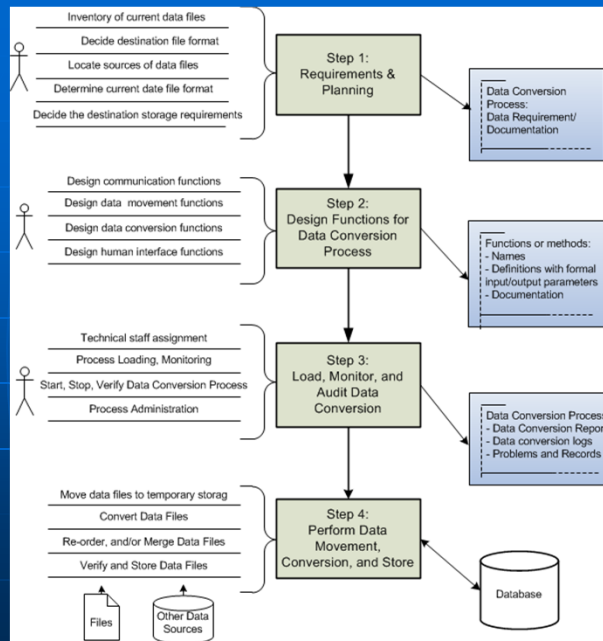 Inventory of current data files
Decide destination file format
Locate sources of data files
Determine current date file format
Decide the destination storage requirements
Step 1:
Requirements &
Planning
Data Conversion
Process:
Data Requirement/
Documentation
Design communication functions
Design data movement functions
Design data conversion functions
Design human interface functions
Step 2:
Design Functions for
Data Conversion
Process
Functions or methods:
- Names
- Definitions with formal
input/output parameters
- Documentation
Technical staff assignment
Process Loading, Monitoring
Start, Stop, Verify Data Conversion Process
Process Administration
Step 3:
Load, Monitor, and
Audit Data
Conversion
Data Conversion Process
- Data Conversion Repor
- Data conversion logs
- Problems and Records
Move data files to temporary storag
Convert Data Files
Re-order, and/or Merge Data Files
Verify and Store Data Files
Step 4:
Perform Data
Movement,
Conversion, and Store
Files
Other Data
Sources
Database